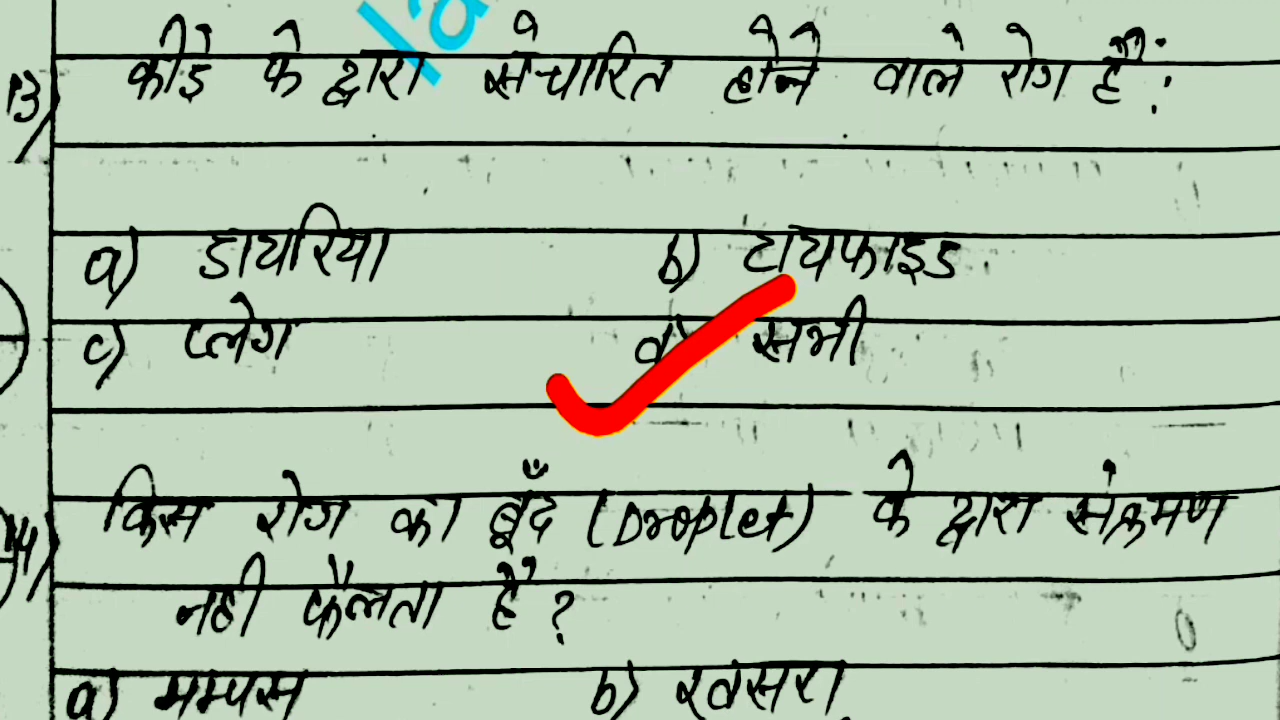 13) कीड़े के द्वारा संचारित होने वाले रोग हैं :
a) डायरिया b) टायफाइड
c) प्लेग d) सभी
14) किस रोग का बूँद (Droplet) के द्वारा संक्रमण
नही फैलता है ?
a) मम्पस b) खसरा